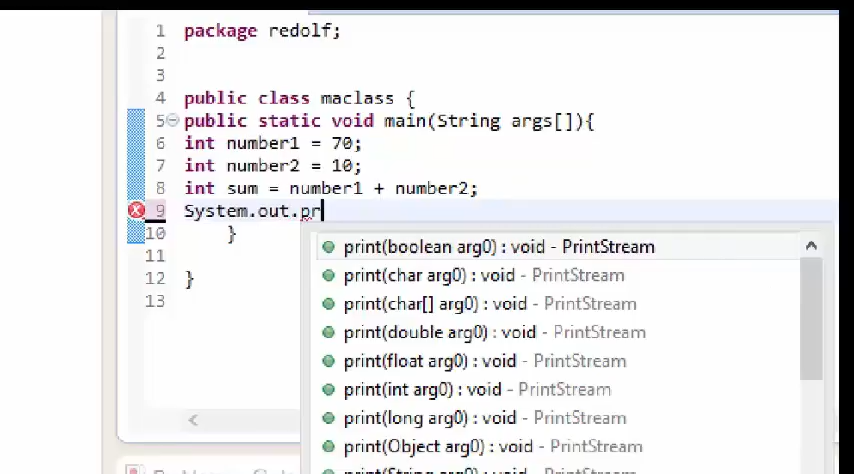 1 package redolf;
2
3
4 public class maclass {
5 public static void main(String args[]){
6 int number1 = 70;
7 int number2 = 10;
8 int sum = number1 + number2;
9 System.out.pr
10 }
11
12 }
13
print(boolean arg0) : void - PrintStream
print(char arg0) : void - PrintStream
print(char[] arg0) : void - PrintStream
print(double arg0) : void - PrintStream
print(float arg0) : void - PrintStream
print(int arg0) : void - PrintStream
print(long arg0) : void - PrintStream
print(Object arg0) : void - PrintStream